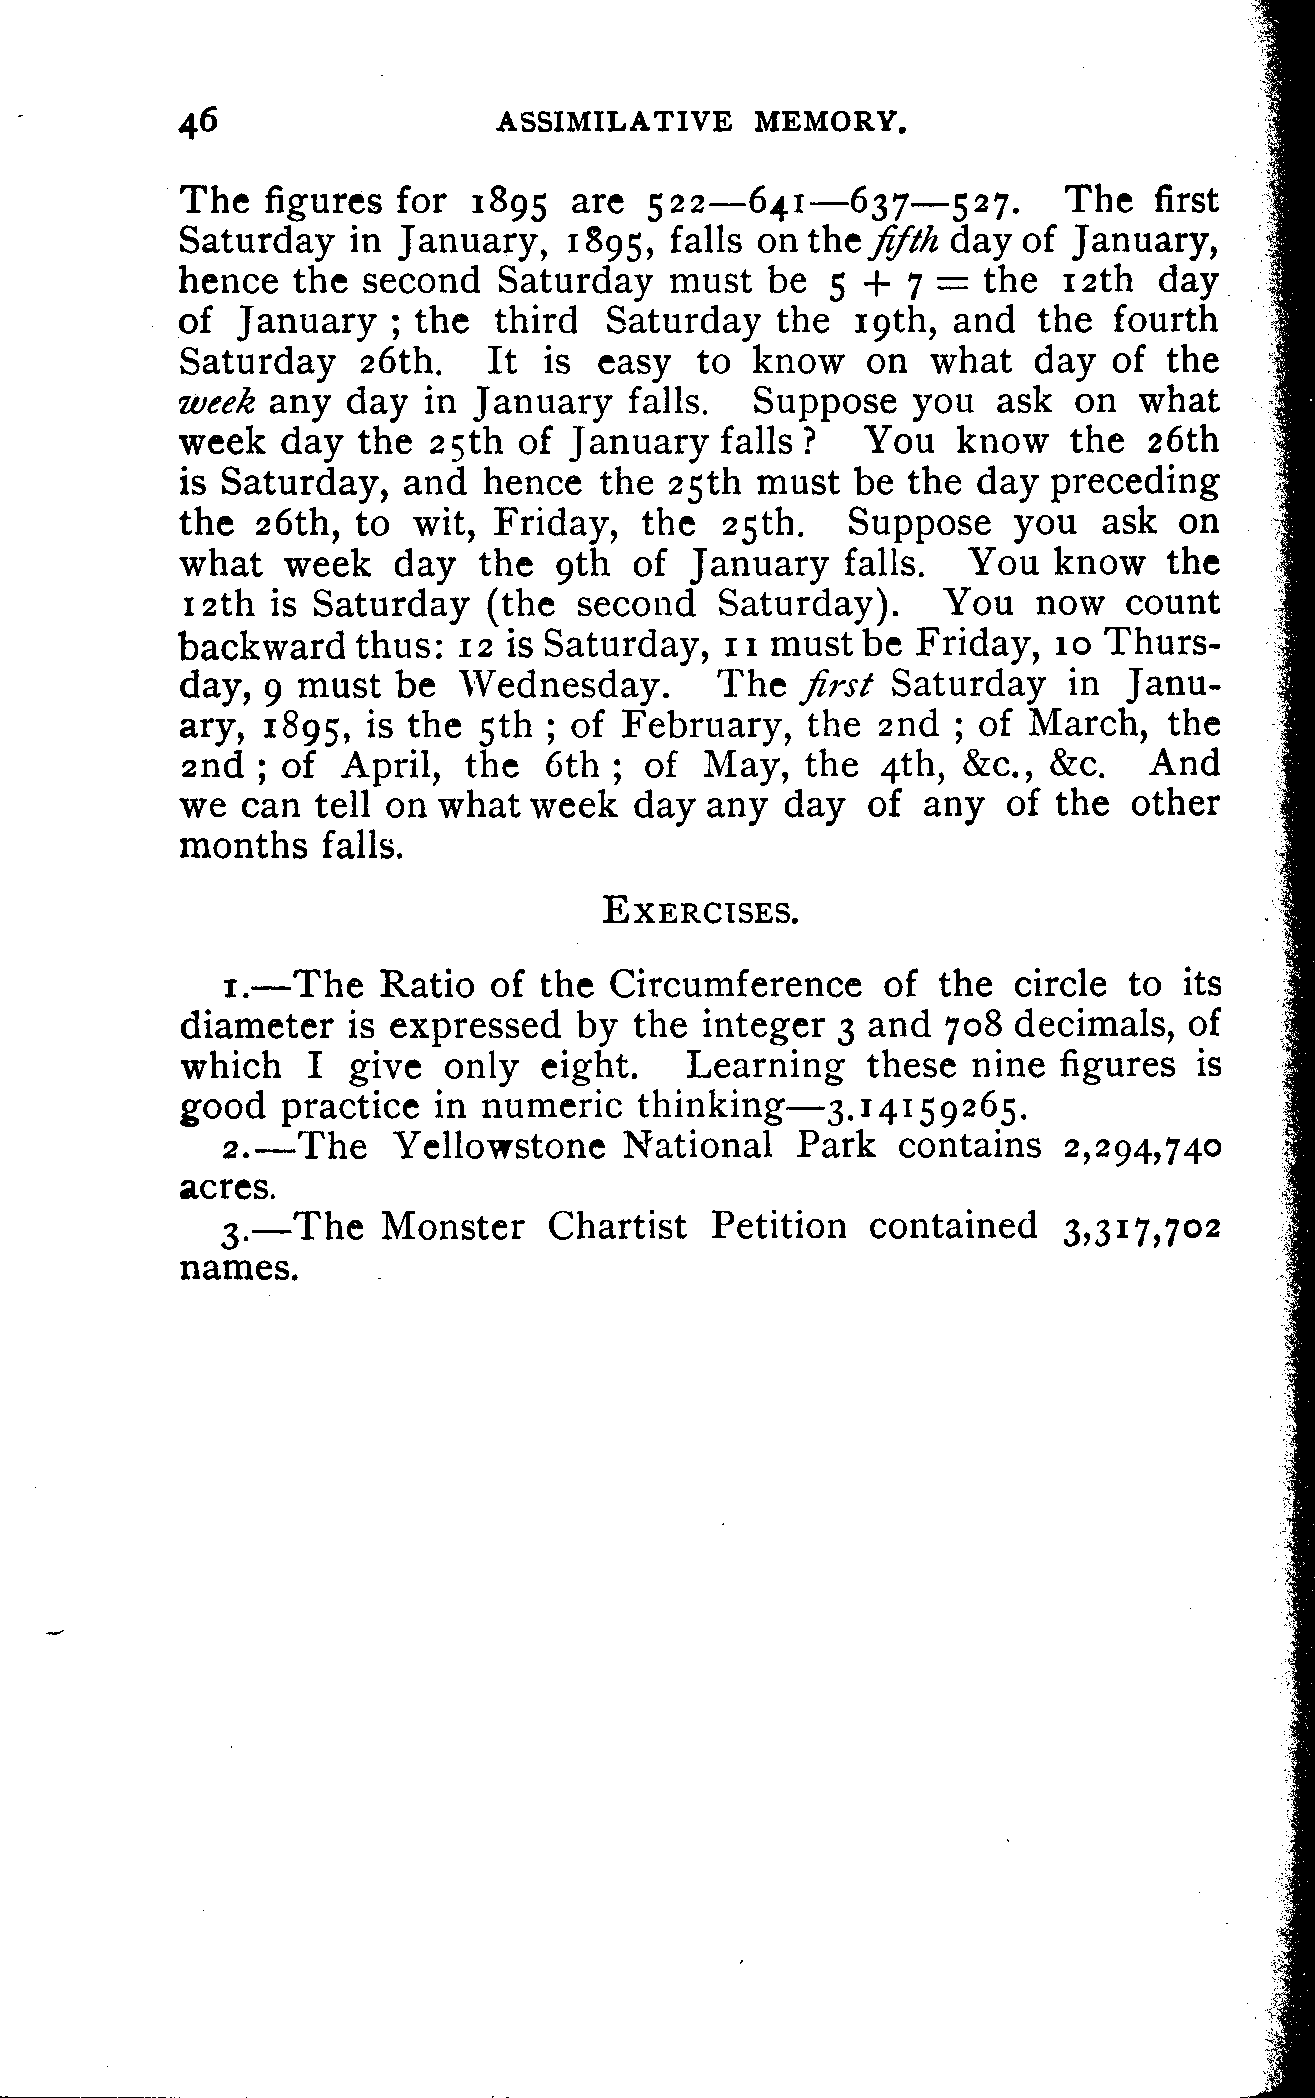 46 ASSIMILATIVE MEMORY.
The figures for 1895 are 522—641—637—527. The first
Saturday in January, 1895, falls on the fifth day of January,
hence the second Saturday must be 5 + 7 = the 12th day
of January ; the third Saturday the 19th, and the fourth
Saturday 26th. It is easy to know on what day of the
week any day in January falls. Suppose you ask on what
week day the 25th of January falls ? You know the 26th
is Saturday, and hence the 25th must be the day preceding
the 26th, to wit, Friday, the 25th. Suppose you ask on
what week day the 9th of January falls. You know the
12th is Saturday (the second Saturday). You now count
backward thus: 12 is Saturday, 11 must be Friday, 10 Thurs-
day, 9 must be Wednesday. The first Saturday in Janu-
ary, 1895, is the 5th ; of February, the 2nd ; of March, the
2nd ; of April, the 6th ; of May, the 4th, &c., &c. And
we can tell on what week day any day of any of the other
months falls.
EXERCISES.
1.—The Ratio of the Circumference of the circle to its
diameter is expressed by the integer 3 and 708 decimals, of
which I give only eight. Learning these nine figures is
good practice in numeric thinking—3.14159265.
2.—The Yellowstone National Park contains 2,294,740
acres.
3.—The Monster Chartist Petition contained 3,317,702
names.